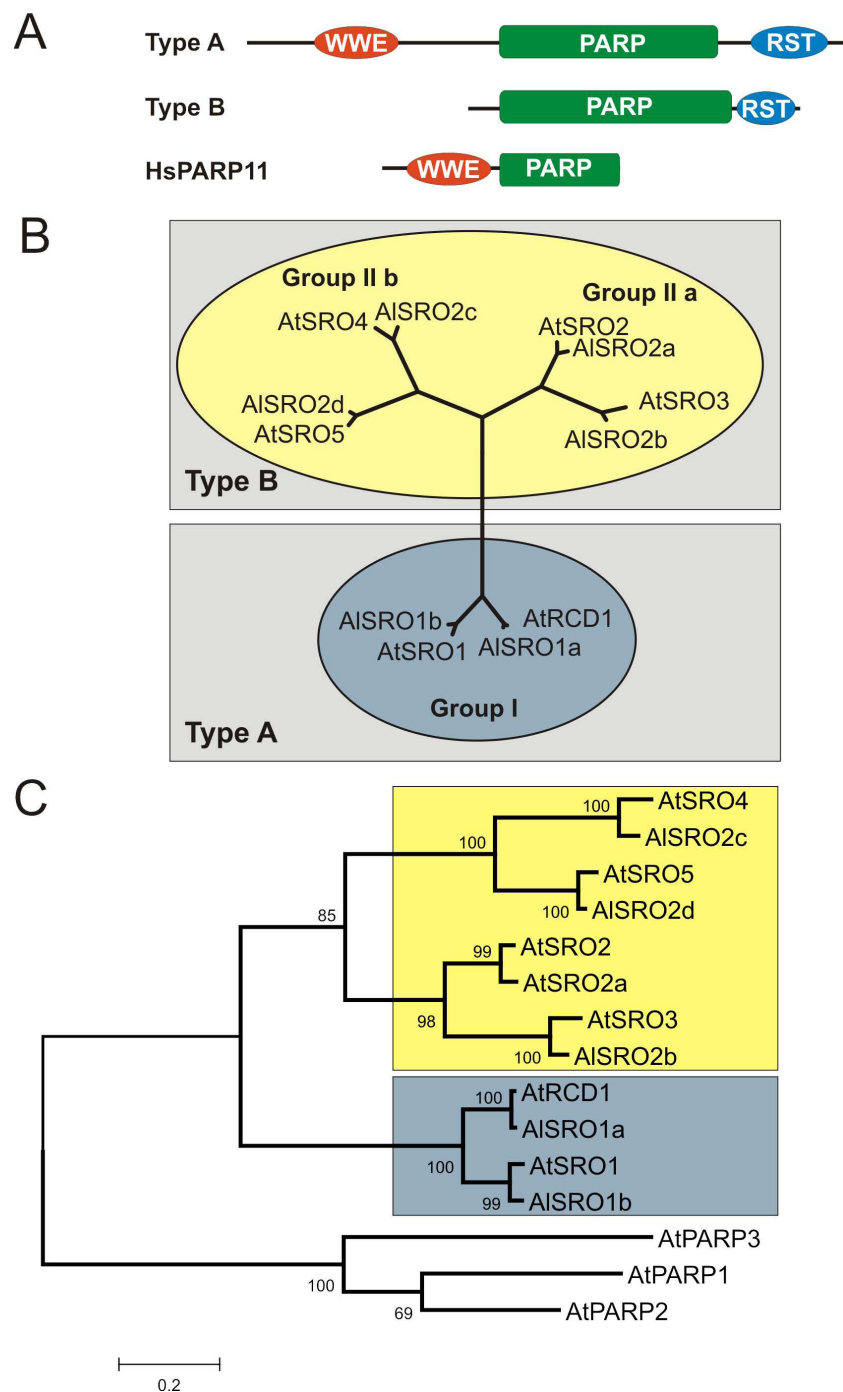 A
Type A WWE PARP RST
Type B PARP RST
HsPARP11 WWE PARP
B
Group II b
Group II a
AtSRO4 AlSRO2c
AtSRO2
AlSRO2a
AlSRO2d
AtSRO5
AtSRO3
AlSRO2b
Type B
AlSRO1b
AtSRO1
AtRCD1
AlSRO1a
Group I
Type A
C
100 AtSRO4
AlSRO2c
100
AtSRO5
100 AlSRO2d
85
99 AtSRO2
AtSRO2a
98
AtSRO3
100 AlSRO2b
100 AtRCD1
AlSRO1a
100
AtSRO1
99 AlSRO1b
AtPARP3
100
AtPARP1
69 AtPARP2
0.2